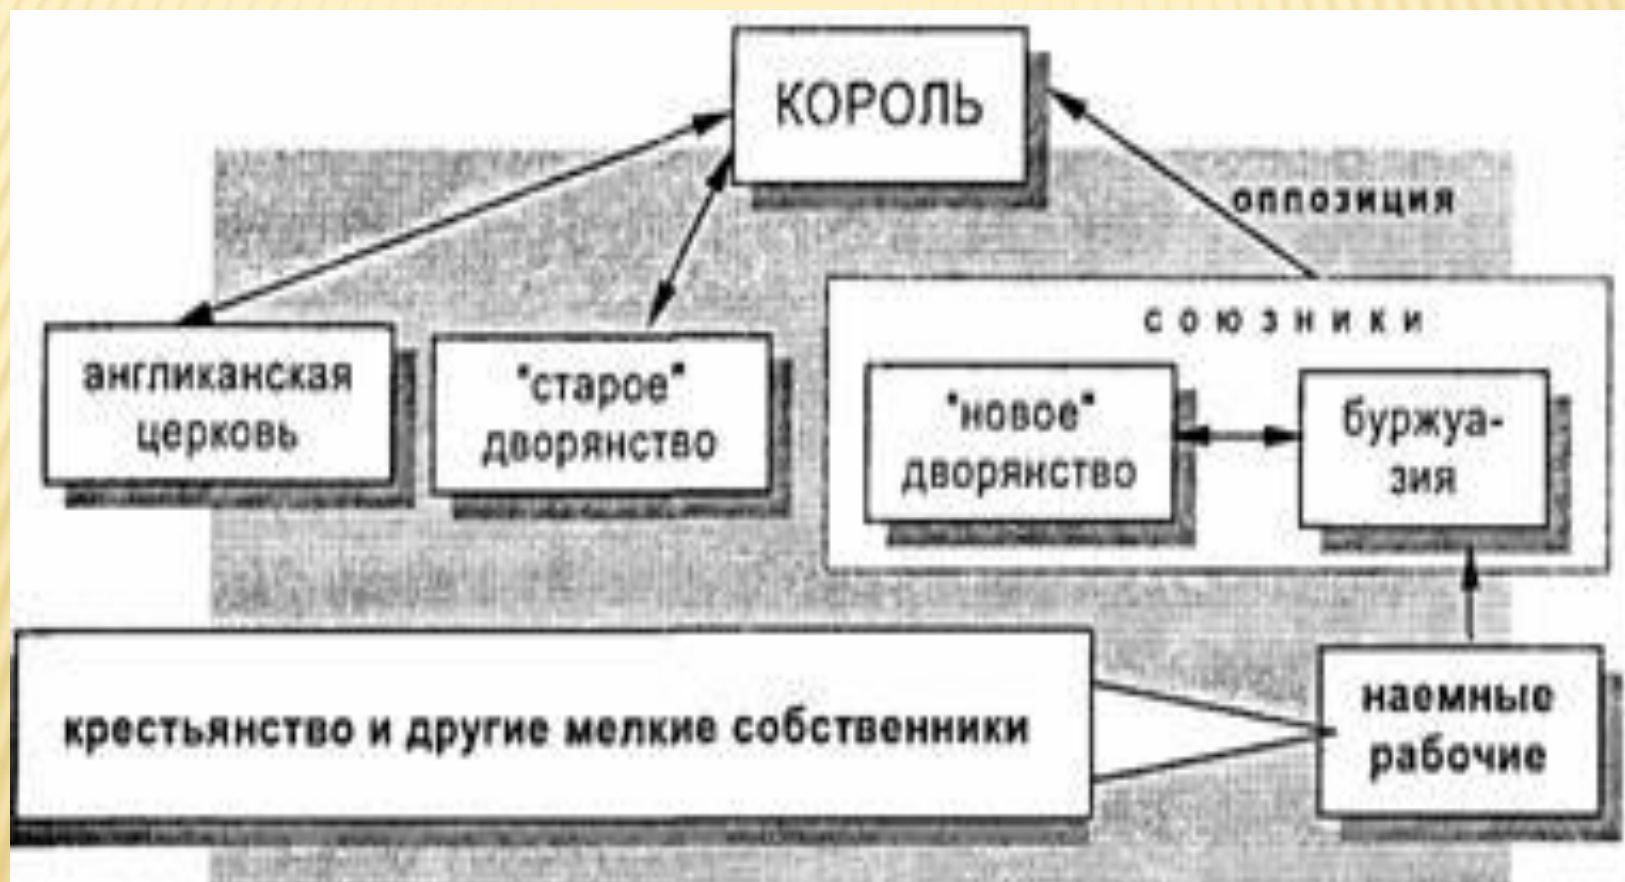 КОРОЛЬ
оппозиция
англиканская
церковь
"старое"
дворянство
союзники
"новое"
дворянство
буржуа-
зия
крестьянство и другие мелкие собственники
наемные
рабочие